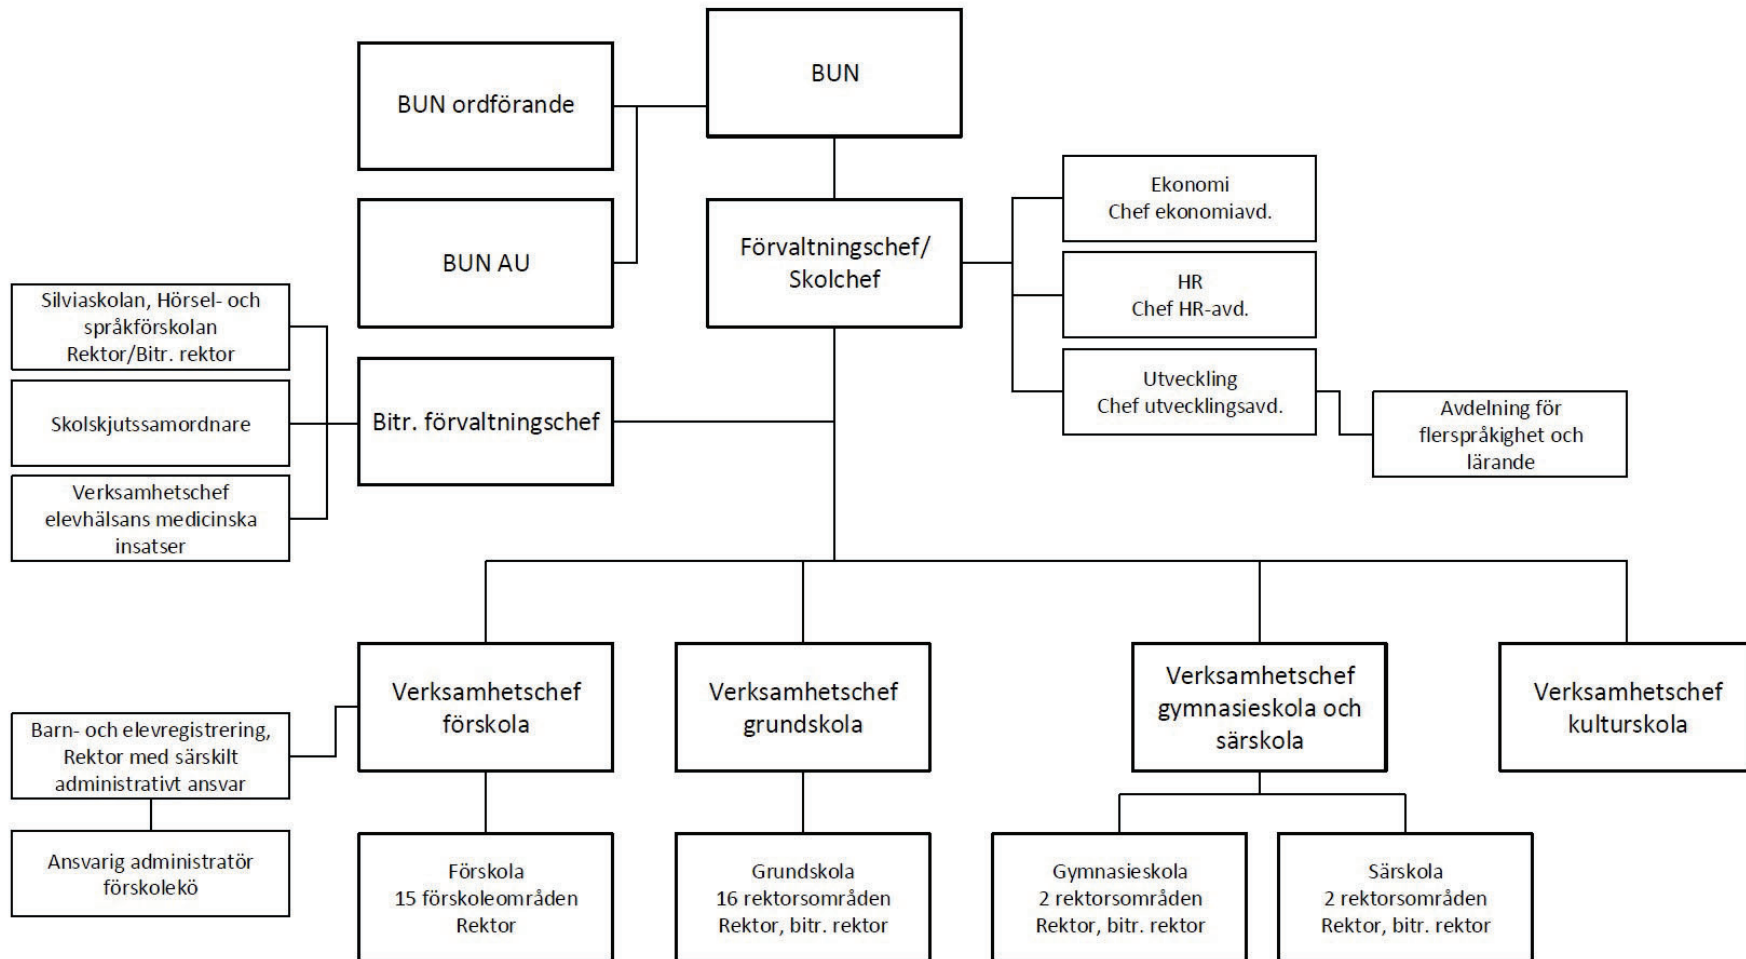 BUN
BUN ordförande
BUN AU
Förvaltningschef/
Skolchef
Ekonomi
Chef ekonomiavd.
HR
Chef HR-avd.
Utveckling
Chef utvecklingsavd.
Avdelning för
flerspråkighet och
lärande
Silviaskolan, Hörsel- och
språkförskolan
Rektor/Bitr. rektor
Skolskjutssamordnare
Verksamhetschef
elevhälsans medicinska
insatser
Bitr. förvaltningschef
Verksamhetschef
förskola
Verksamhetschef
grundskola
Verksamhetschef
gymnasieskola och
särskola
Verksamhetschef
kulturskola
Barn- och elevregistrering,
Rektor med särskilt
administrativt ansvar
Ansvarig administratör
förskolekö
Förskola
15 förskoleområden
Rektor
Grundskola
16 rektorsområden
Rektor, bitr. rektor
Gymnasieskola
2 rektorsområden
Rektor, bitr. rektor
Särskola
2 rektorsområden
Rektor, bitr. rektor